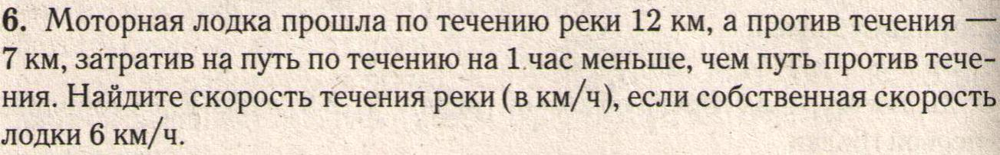 6. Моторная лодка прошла по течению реки 12 км, а против течения —
7 км, затратив на путь по течению на 1 час меньше, чем путь против тече-
ния. Найдите скорость течения реки (в км/ч), если собственная скорость
лодки 6 км/ч.